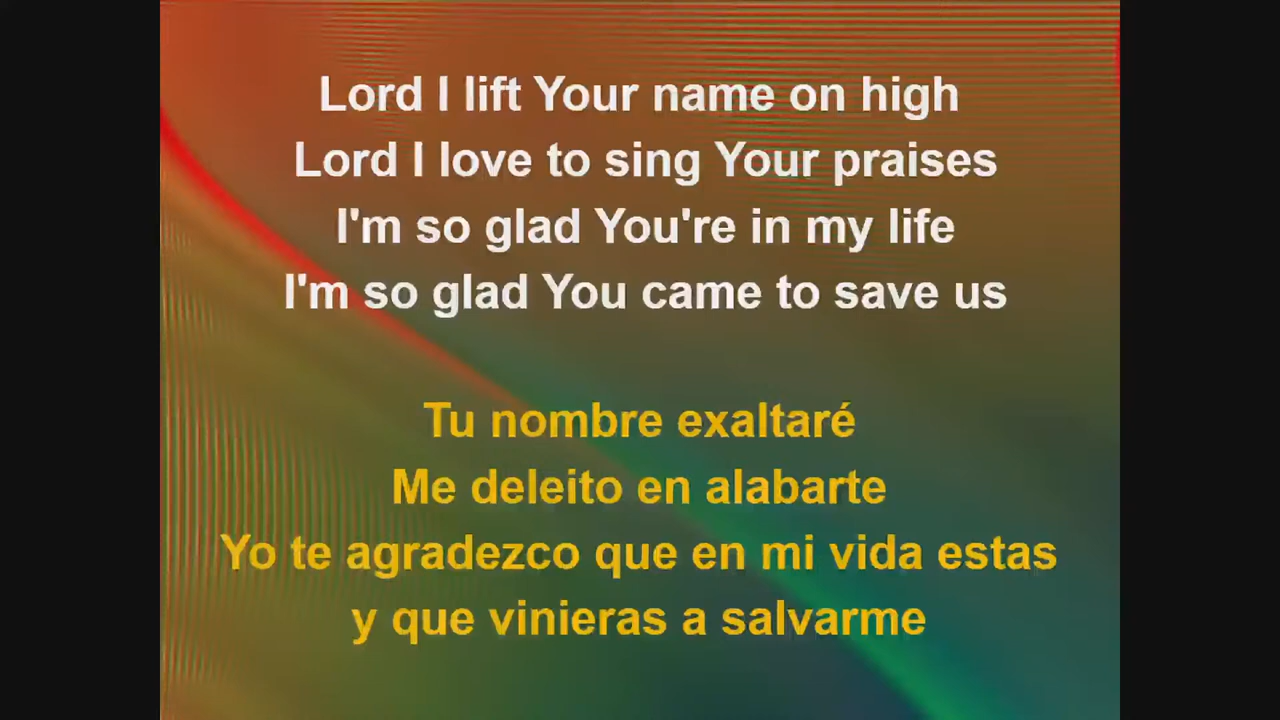 Lord I lift Your name on high
Lord I love to sing Your praises
I'm so glad You're in my life
I'm so glad You came to save us
Tu nombre exaltaré
Me deleito en alabarte
Yo te agradezco que en mi vida estas
y que vinieras a salvarme